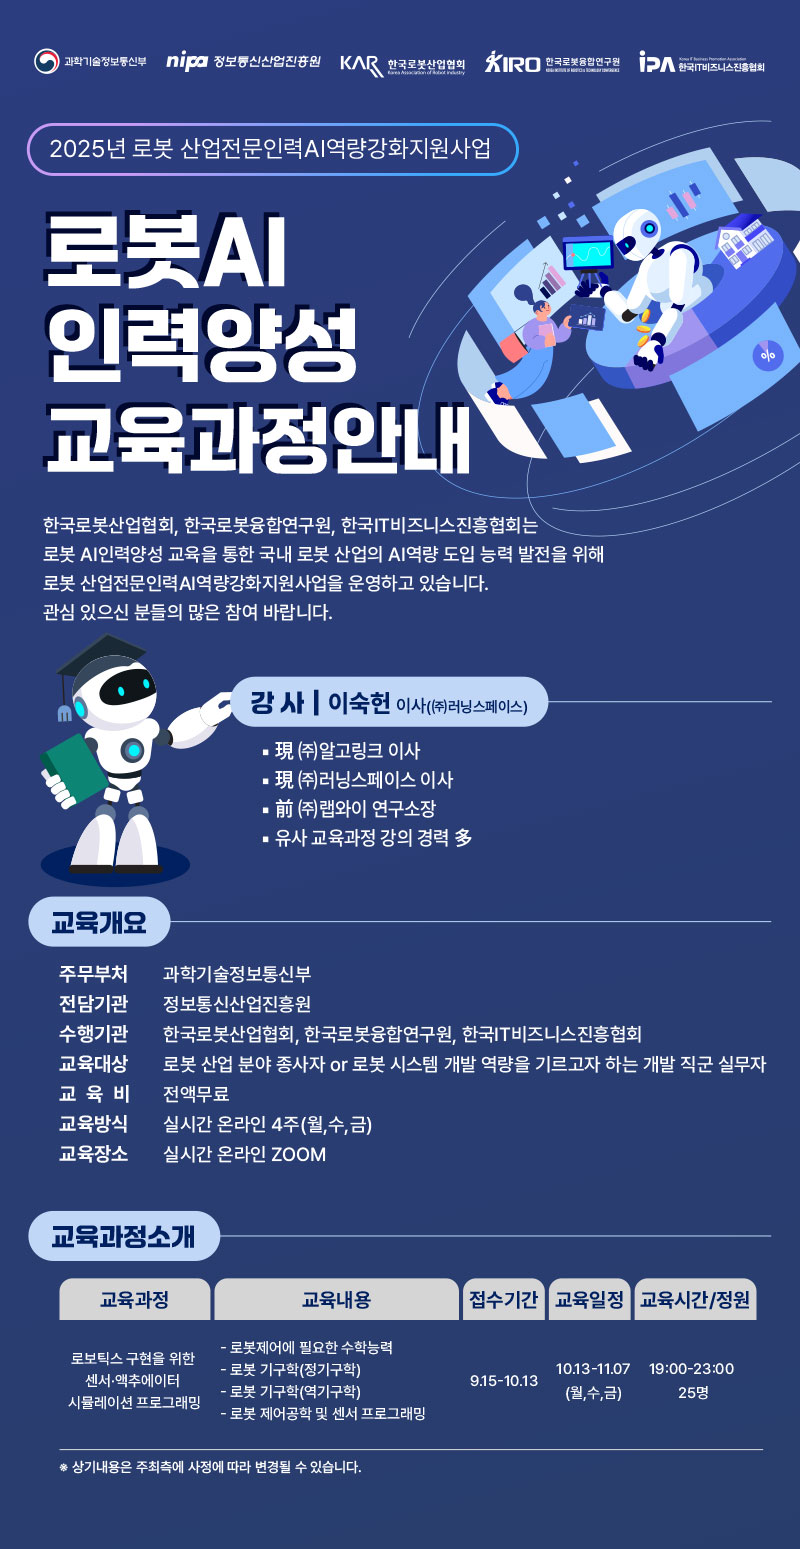 과학기술정보통신부
nipa 정보통신산업진흥원
KAR 한국로봇산업협회
Korea Association of Robot Industry
KIRO 한국로봇융합연구원
KOREA INSTITUTE OF ROBOTICS & TECHNOLOGY CONVERGENCE
iPA 한국IT비즈니스진흥협회
Korea IT Business Promotion Association
2025년 로봇 산업전문인력AI역량강화지원사업
로봇AI
인력양성
교육과정안내
%
한국로봇산업협회, 한국로봇융합연구원, 한국IT비즈니스진흥협회는
로봇 AI인력양성 교육을 통한 국내 로봇 산업의 AI역량 도입 능력 발전을 위해
로봇 산업전문인력AI역량강화지원사업을 운영하고 있습니다.
관심 있으신 분들의 많은 참여 바랍니다.
강 사 | 이숙헌 이사(㈜러닝스페이스)
▪ 現 ㈜알고링크 이사
▪ 現 ㈜러닝스페이스 이사
▪ 前 ㈜랩와이 연구소장
▪ 유사 교육과정 강의 경력 多
교육개요
주무부처 과학기술정보통신부
전담기관 정보통신산업진흥원
수행기관 한국로봇산업협회, 한국로봇융합연구원, 한국IT비즈니스진흥협회
교육대상 로봇 산업 분야 종사자 or 로봇 시스템 개발 역량을 기르고자 하는 개발 직군 실무자
교 육 비 전액무료
교육방식 실시간 온라인 4주(월,수,금)
교육장소 실시간 온라인 ZOOM
교육과정소개
교육과정 교육내용 접수기간 교육일정 교육시간/정원
로보틱스 구현을 위한
센서·액추에이터
시뮬레이션 프로그래밍
- 로봇제어에 필요한 수학능력
- 로봇 기구학(정기구학)
- 로봇 기구학(역기구학)
- 로봇 제어공학 및 센서 프로그래밍
9.15-10.13
10.13-11.07
(월,수,금)
19:00-23:00
25명
※ 상기내용은 주최측에 사정에 따라 변경될 수 있습니다.